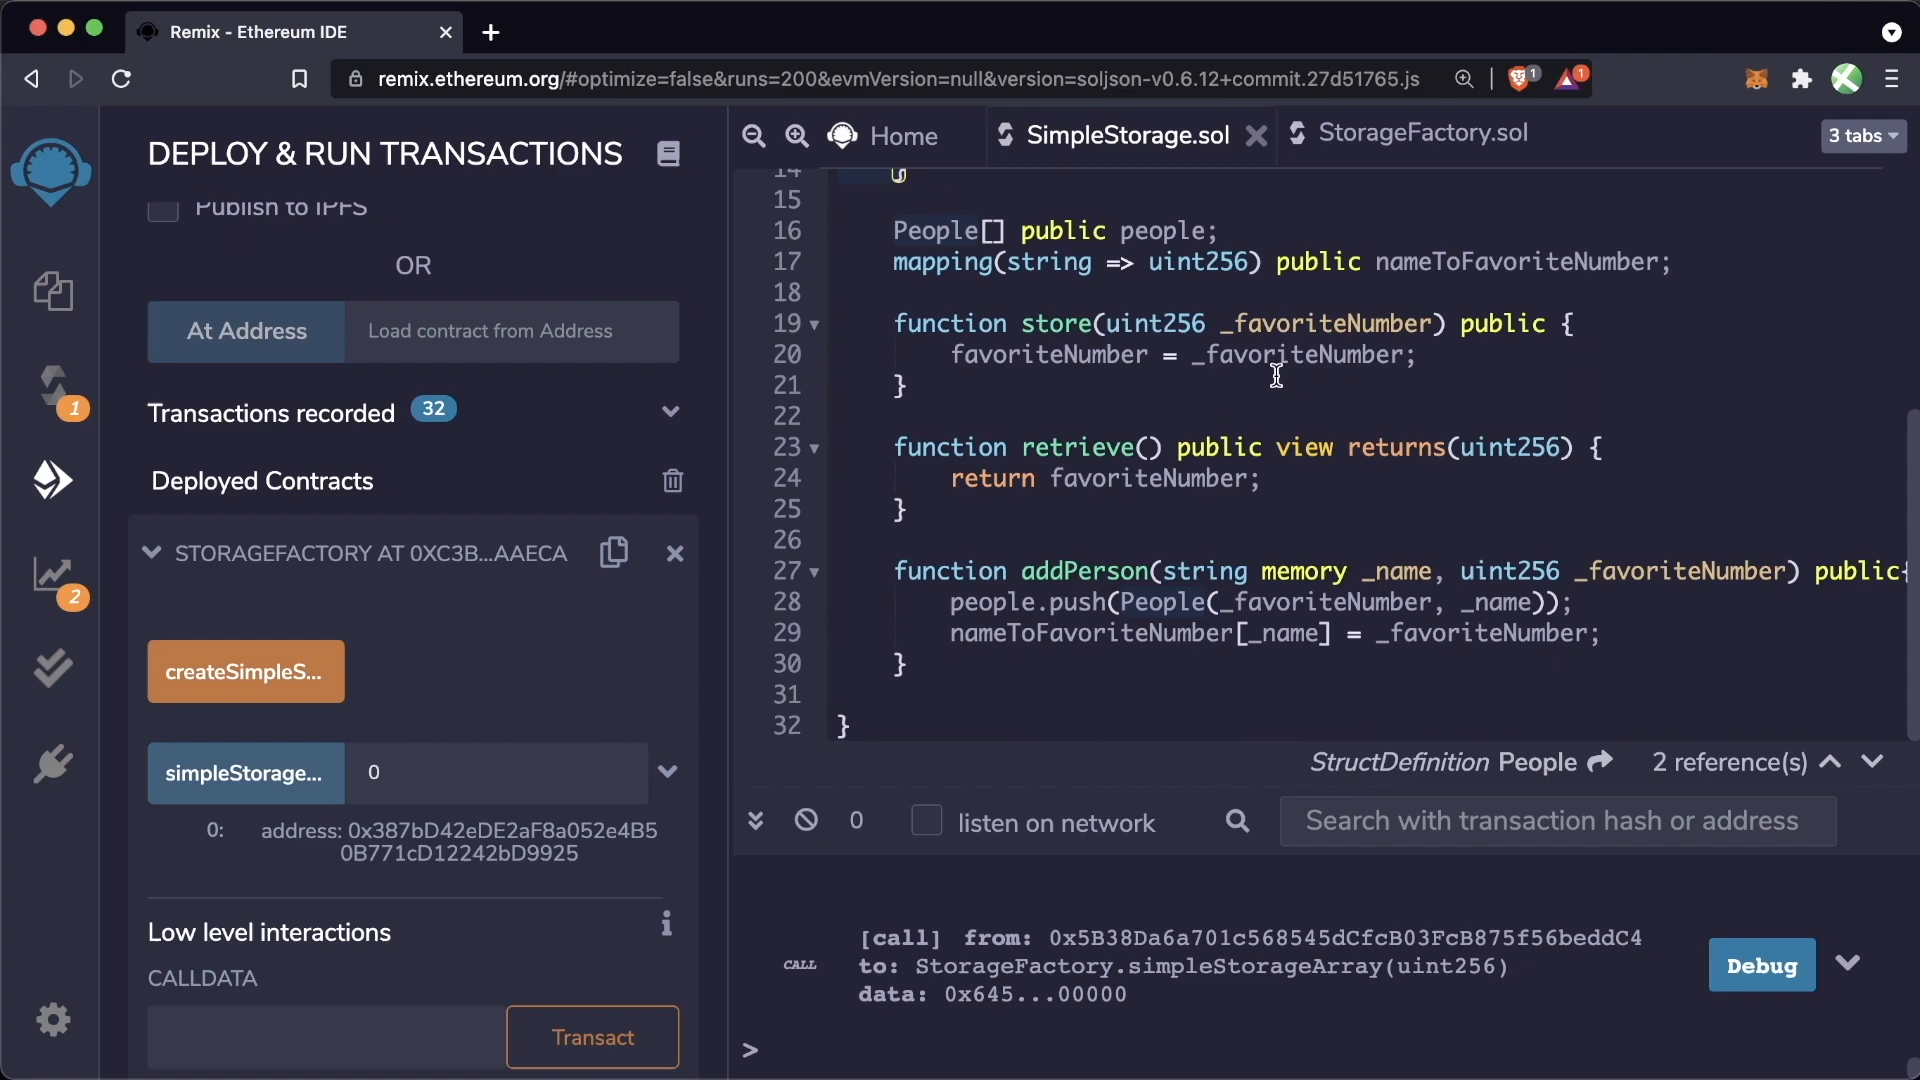 Remix - Ethereum IDE
remix.ethereum.org/#optimize=false&runs=200&evmVersion=null&version=soljson-v0.6.12+commit.27d51765.js
1
1
DEPLOY & RUN TRANSACTIONS
Publish to IPFS
OR
At Address
Load contract from Address
Transactions recorded 32
Deployed Contracts
STORAGEFACTORY AT 0XC3B...AAECA
createSimpleS...
simpleStorage...
0
0: address: 0x387bD42eDE2aF8a052e4B5
0B771cD12242bD9925
Low level interactions
i
CALLDATA
Transact
1
2
Home
SimpleStorage.sol
StorageFactory.sol
3 tabs
14 }
15
16 People[] public people;
17 mapping(string => uint256) public nameToFavoriteNumber;
18
19 function store(uint256 _favoriteNumber) public {
20 favoriteNumber = _favoriteNumber;
21 }
22
23 function retrieve() public view returns(uint256) {
24 return favoriteNumber;
25 }
26
27 function addPerson(string memory _name, uint256 _favoriteNumber) public{
28 people.push(People(_favoriteNumber, _name));
29 nameToFavoriteNumber[_name] = _favoriteNumber;
30 }
31
32 }
StructDefinition People 2 reference(s)
0
listen on network
Search with transaction hash or address
CALL
[call] from: 0x5B38Da6a701c568545dCfcB03FcB875f56beddC4
to: StorageFactory.simpleStorageArray(uint256)
data: 0x645...00000
Debug
>